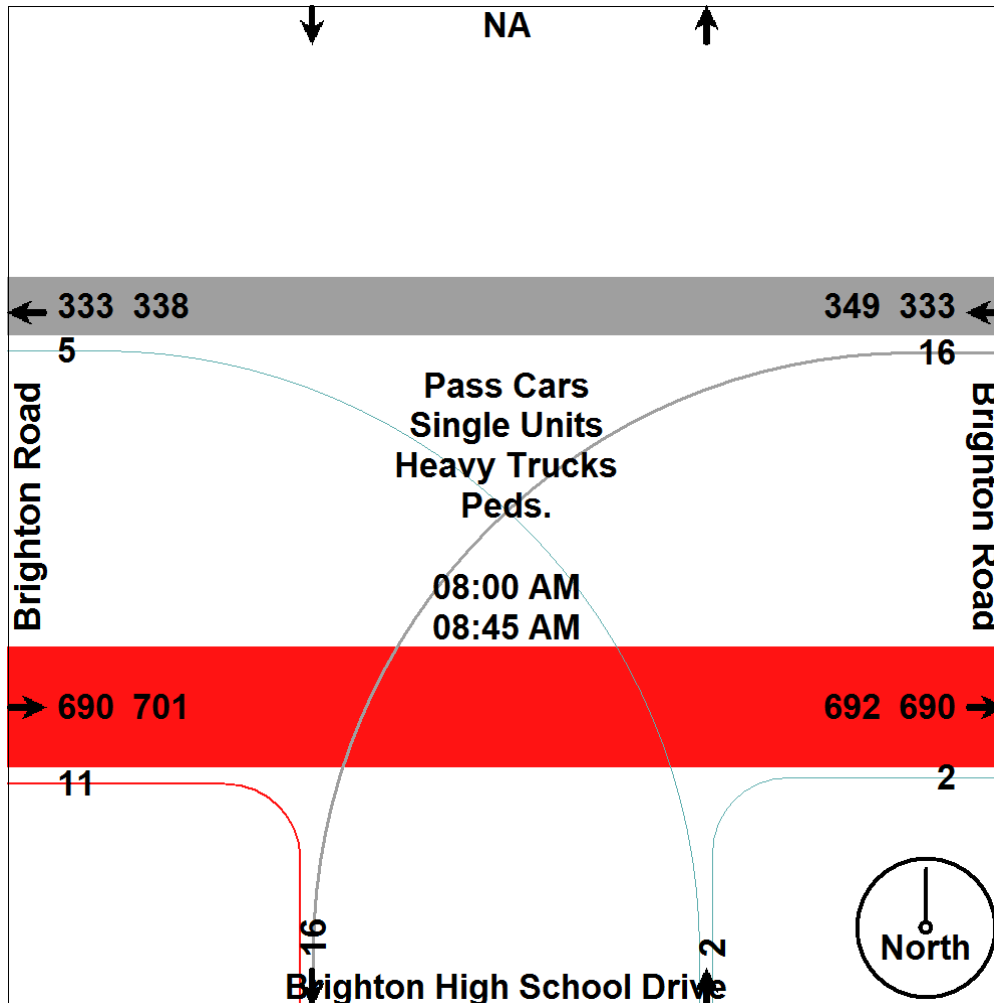 NA
333 338
349 333
5
16
Pass Cars
Single Units
Heavy Trucks
Peds.
Brighton Road
Brighton Road
08:00 AM
08:45 AM
690 701
692 690
11
2
16
2
North
Brighton High School Drive